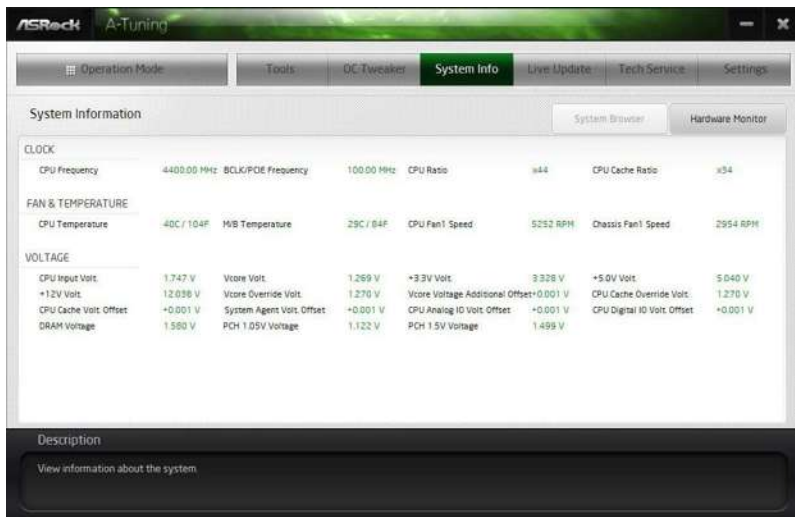 ASRock A-Tuning
Operation Mode Tools OC Tweaker System Info Live Update Tech Service Settings
System Information System Browser Hardware Monitor
CLOCK
CPU Frequency 4400.00 MHz BCLK/PCIE Frequency 100.00 MHz CPU Ratio x44 CPU Cache Ratio x34
FAN & TEMPERATURE
CPU Temperature 40C / 104F M/B Temperature 29C / 84F CPU Fan1 Speed 5252 RPM Chassis Fan1 Speed 2954 RPM
VOLTAGE
CPU Input Volt. 1.747 V Vcore Volt. 1.269 V +3.3V Volt. 3.328 V +5.0V Volt. 5.040 V
+12V Volt. 12.038 V Vcore Override Volt. 1.270 V Vcore Voltage Additional Offset +0.001 V CPU Cache Override Volt. 1.270 V
CPU Cache Volt. Offset +0.001 V System Agent Volt. Offset +0.001 V CPU Analog IO Volt. Offset +0.001 V CPU Digital IO Volt. Offset +0.001 V
DRAM Voltage 1.580 V PCH 1.05V Voltage 1.122 V PCH 1.5V Voltage 1.499 V
Description
View information about the system.